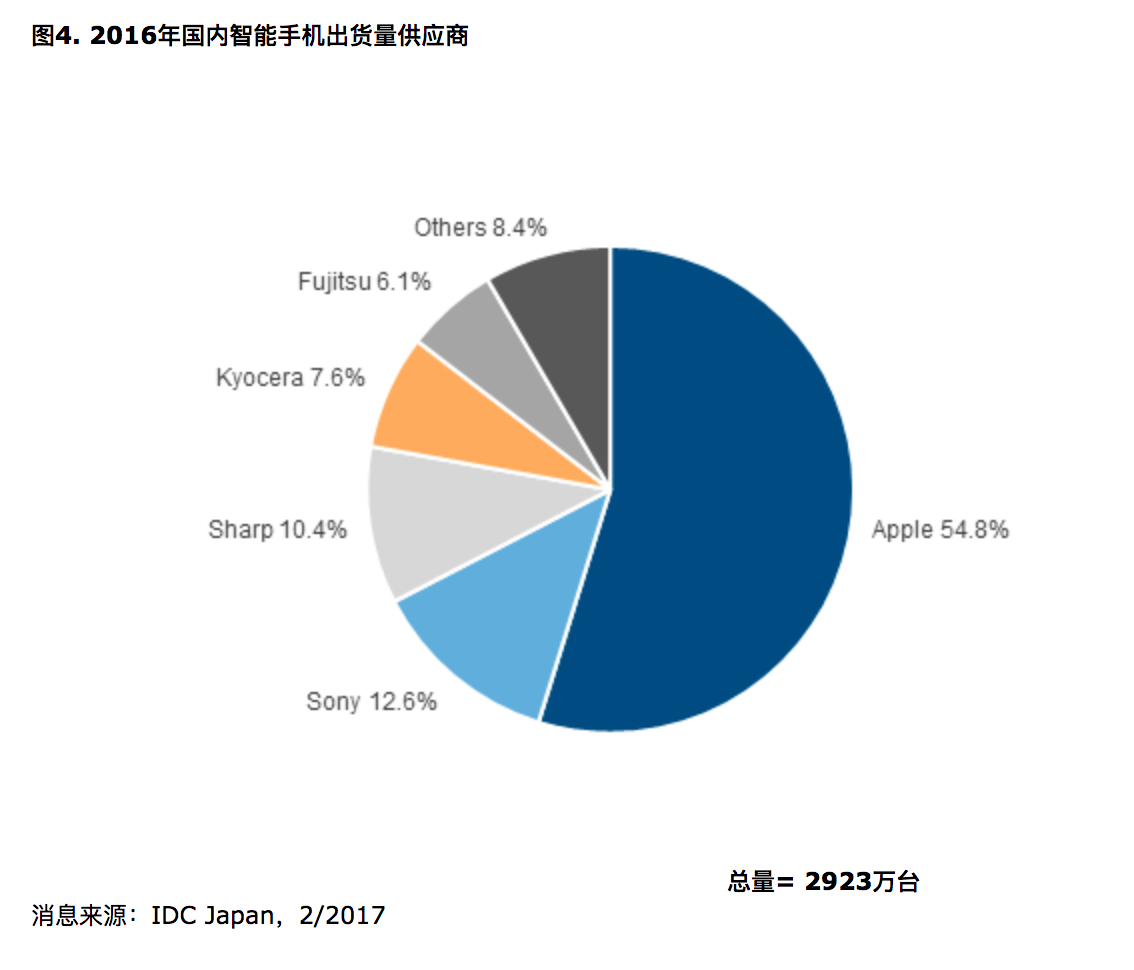 图4. 2016年国内智能手机出货量供应商
Others 8.4%
Fujitsu 6.1%
Kyocera 7.6%
Sharp 10.4%
Apple 54.8%
Sony 12.6%
总量= 2923万台
消息来源：IDC Japan，2/2017